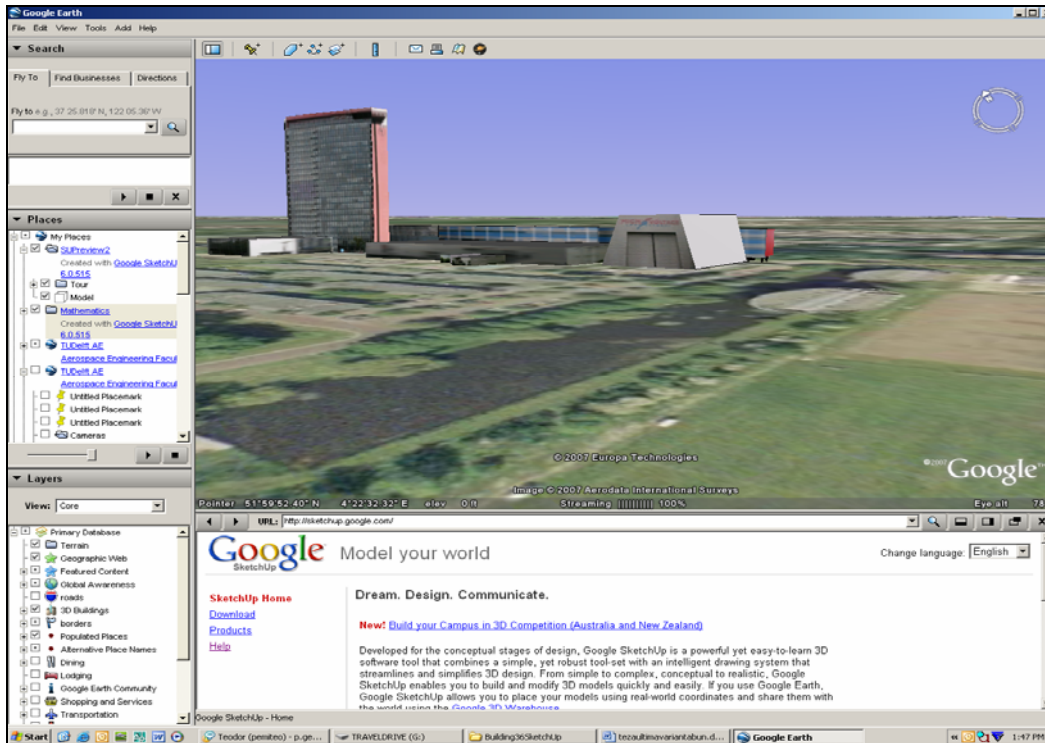 Google Earth
File Edit View Tools Add Help
Search
Fly To Find Businesses Directions
Fly to e.g., 37 25.818' N, 122 05.36' W
Places
My Places
SUPreview2
Created with Google SketchU
6.0.515
Tour
Model
Mathematics
Created with Google SketchU
6.0.515
TUDelft AE
Aerospace Engineering Facul
TUDelft AE
Aerospace Engineering Facul
Untitled Placemark
Untitled Placemark
Untitled Placemark
Cameras
Layers
View: Core
Primary Database
Terrain
Geographic Web
Featured Content
Global Awareness
roads
3D Buildings
borders
Populated Places
Alternative Place Names
Dining
Lodging
Google Earth Community
Shopping and Services
Transportation
© 2007 Europa Technologies
Image © 2007 Aerodata International Surveys
©2007 Google™
Pointer 51°59'52.40" N 4°22'32.32" E elev 0 ft Streaming 100% Eye alt 78
URL: http://sketchup.google.com/
Google SketchUp
Model your world
Change language: English
SketchUp Home
Download
Products
Help
Dream. Design. Communicate.
New! Build your Campus in 3D Competition (Australia and New Zealand)
Developed for the conceptual stages of design, Google SketchUp is a powerful yet easy-to-learn 3D
software tool that combines a simple, yet robust tool-set with an intelligent drawing system that
streamlines and simplifies 3D design. From simple to complex, conceptual to realistic, Google
SketchUp enables you to build and modify 3D models quickly and easily. If you use Google Earth,
Google SketchUp allows you to place your models using real-world coordinates and share them with
the world using the Google 3D Warehouse.
Google SketchUp - Home
Start Teodor (pemiteo) - p.ge... TRAVELDRIVE (G:) Building36SketchUp tezaultimavariantabun.d... Google Earth 1:47 PM